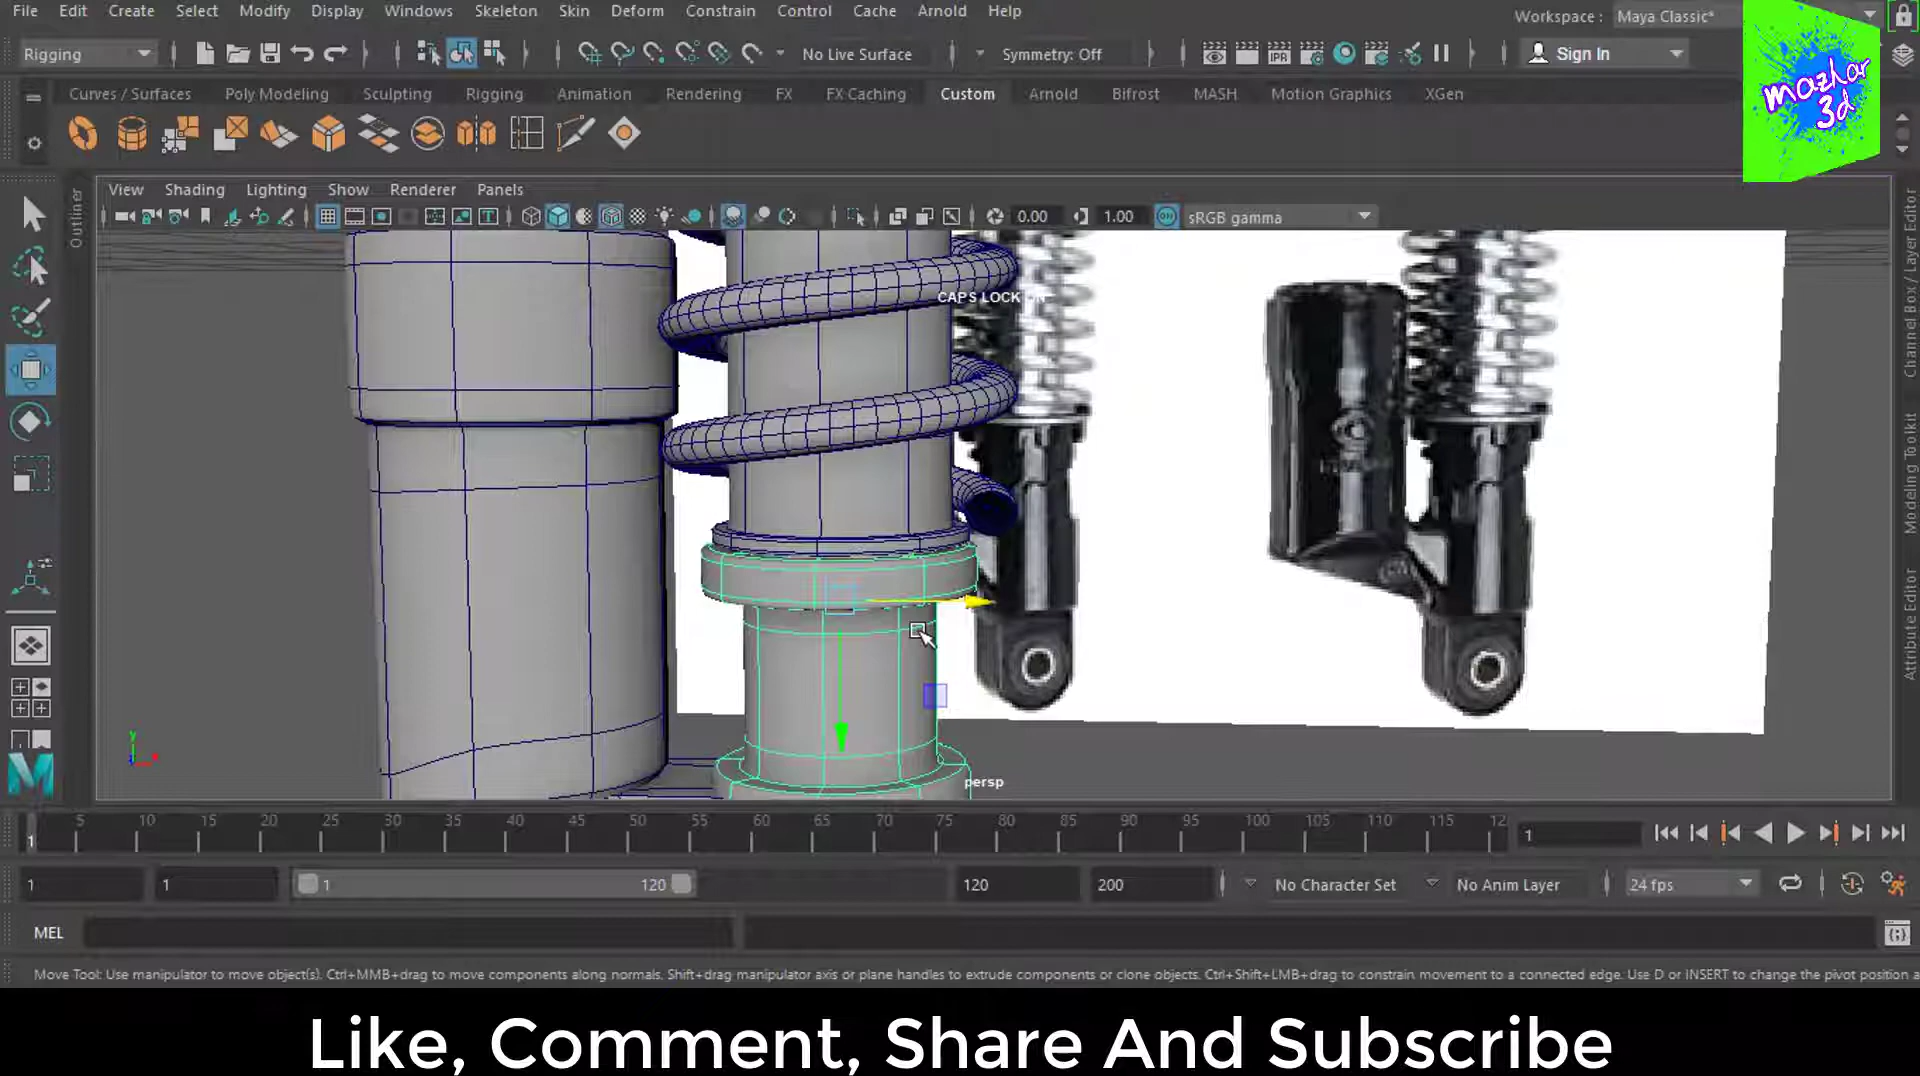 File Edit Create Select Modify Display Windows Skeleton Skin Deform Constrain Control Cache Arnold Help
Workspace : Maya Classic*
Rigging
No Live Surface
Symmetry: Off
IPR
Sign In
mazhar
3d
Curves / Surfaces Poly Modeling Sculpting Rigging Animation Rendering FX FX Caching Custom Arnold Bifrost MASH Motion Graphics XGen
View Shading Lighting Show Renderer Panels
0.00
1.00
sRGB gamma
Outliner
Channel Box / Layer Editor
Modeling Toolkit
Attribute Editor
CAPS LOCK
y
persp
5 10 15 20 25 30 35 40 45 50 55 60 65 70 75 80 85 90 95 100 105 110 115 12
1
1
1 1 1 120 120 200 No Character Set No Anim Layer 24 fps
MEL
Move Tool: Use manipulator to move object(s). Ctrl+MMB+drag to move components along normals. Shift+drag manipulator axis or plane handles to extrude components or clone objects. Ctrl+Shift+LMB+drag to constrain movement to a connected edge. Use D or INSERT to change the pivot position a
Like, Comment, Share And Subscribe